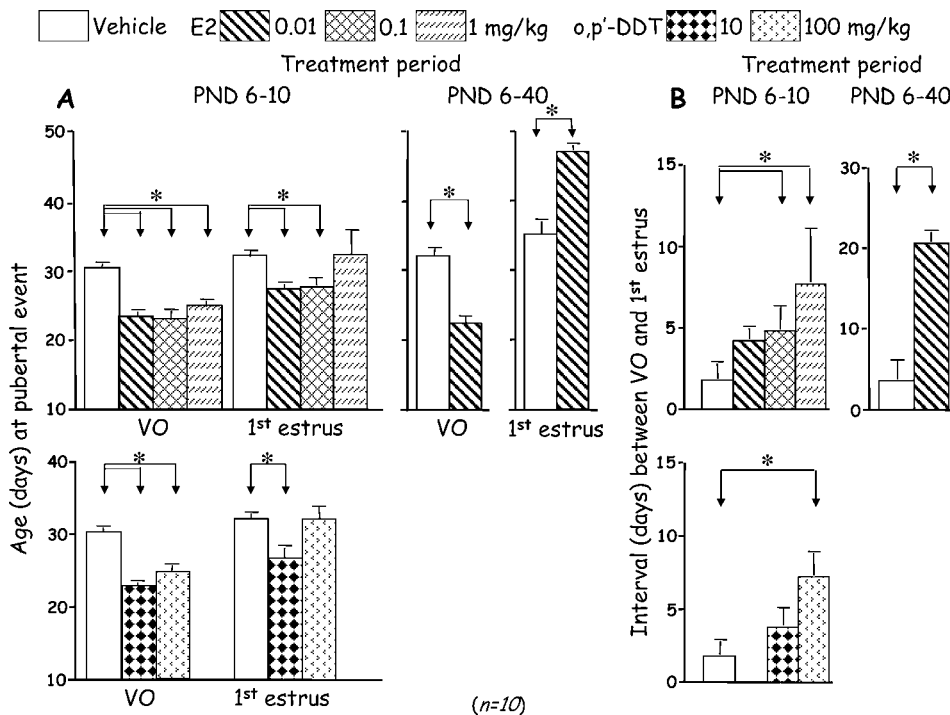 Vehicle E2 0.01 0.1 1 mg/kg o,p'-DDT 10 100 mg/kg
Treatment period
Treatment period
A PND 6-10 PND 6-40
B PND 6-10 PND 6-40
Age (days) at pubertal event
50
40
30
20
10
*
*
VO 1st estrus
*
*
VO 1st estrus
40
30
20
10
*
*
VO 1st estrus
(n=10)
Interval (days) between VO and 1st estrus
15
10
5
0
*
30
20
10
0
*
15
10
5
0
*